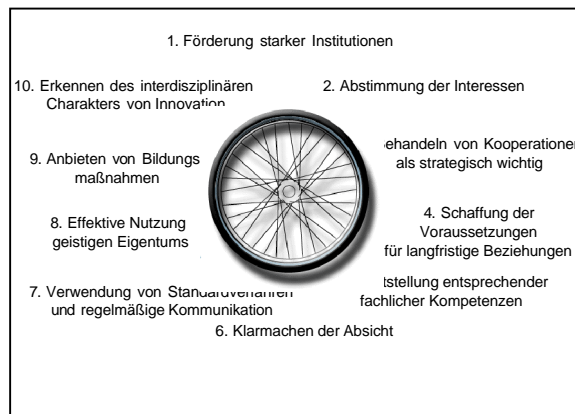 1. Förderung starker Institutionen
10. Erkennen des interdisziplinären
Charakters von Innovation
2. Abstimmung der Interessen
von Kooperationen
als strategisch wichtig
9. Anbieten von Bildungs
maßnahmen
4. Schaffung der
Voraussetzungen
für langfristige Beziehungen
8. Effektive Nutzung
geistigen Eigentums
entsprechender
fachlicher Kompetenzen
7. Verwendung von Standardverfahren
und regelmäßige Kommunikation
6. Klarmachen der Absicht